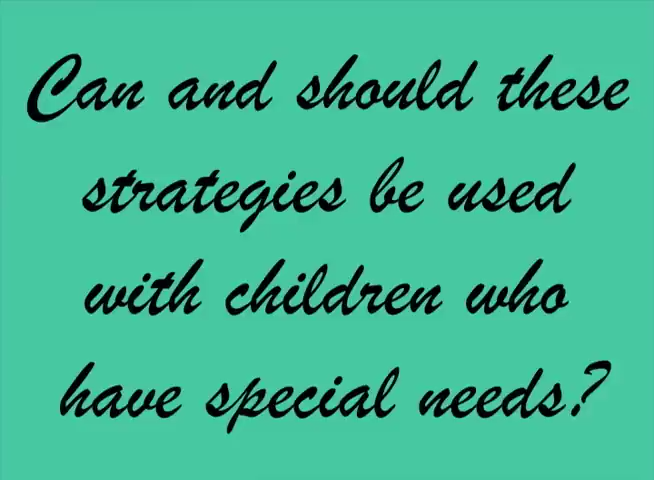 Can and should these
strategies be used
with children who
have special needs?